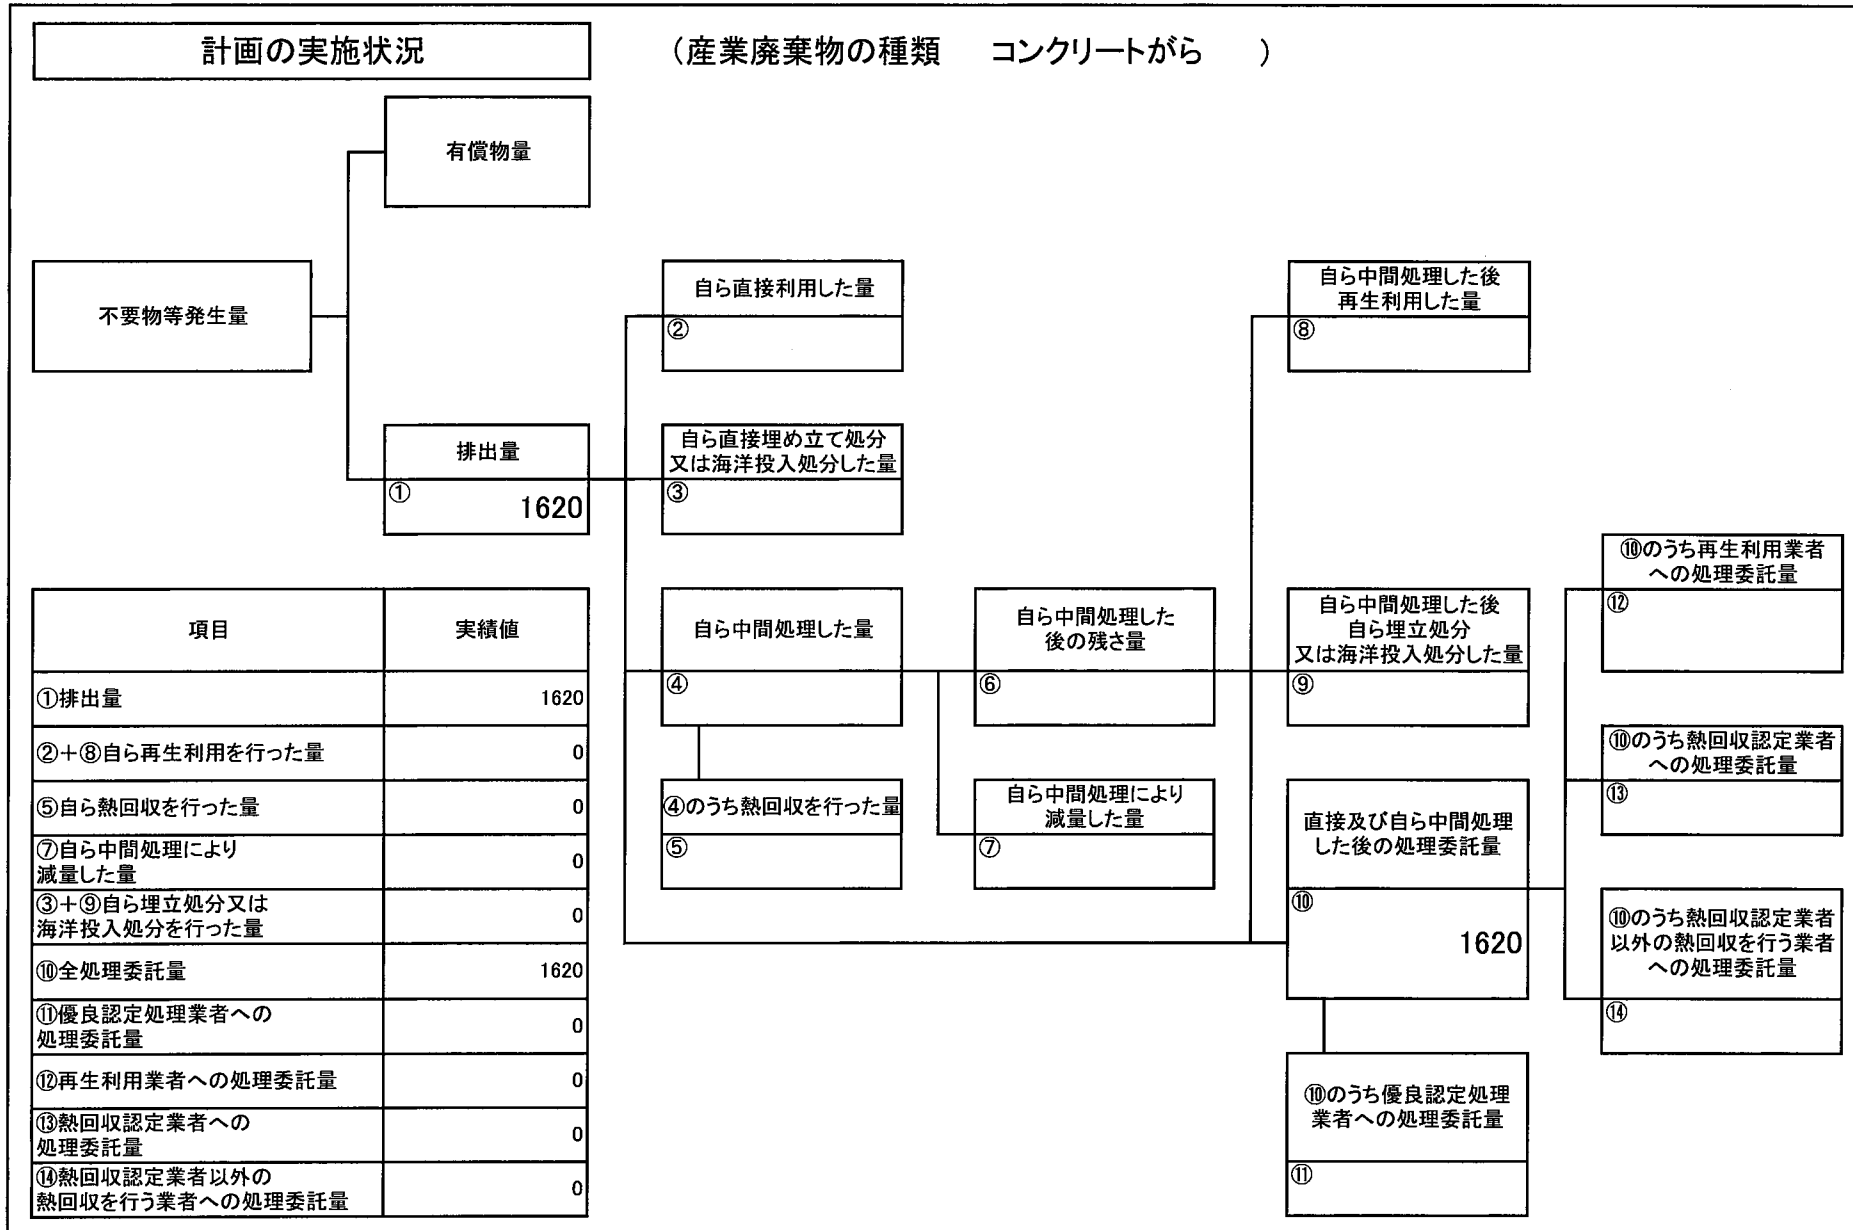 計画の実施状況
（産業廃棄物の種類　コンクリートがら　）
有償物量
不要物等発生量
排出量
①
1620
自ら直接利用した量
②
自ら直接埋め立て処分
又は海洋投入処分した量
③
自ら中間処理した後
再生利用した量
⑧
自ら中間処理した量
④
自ら中間処理した
後の残さ量
⑥
自ら中間処理した後
自ら埋立処分
又は海洋投入処分した量
⑨
④のうち熱回収を行った量
⑤
自ら中間処理により
減量した量
⑦
直接及び自ら中間処理
した後の処理委託量
⑩
1620
⑩のうち優良認定処理
業者への処理委託量
⑪
⑩のうち再生利用業者
への処理委託量
⑫
⑩のうち熱回収認定業者
への処理委託量
⑬
⑩のうち熱回収認定業者
以外の熱回収を行う業者
への処理委託量
⑭
項目 実績値
①排出量 1620
②＋⑧自ら再生利用を行った量 0
⑤自ら熱回収を行った量 0
⑦自ら中間処理により
減量した量 0
③＋⑨自ら埋立処分又は
海洋投入処分を行った量 0
⑩全処理委託量 1620
⑪優良認定処理業者への
処理委託量 0
⑫再生利用業者への処理委託量 0
⑬熱回収認定業者への
処理委託量 0
⑭熱回収認定業者以外の
熱回収を行う業者への処理委託量 0